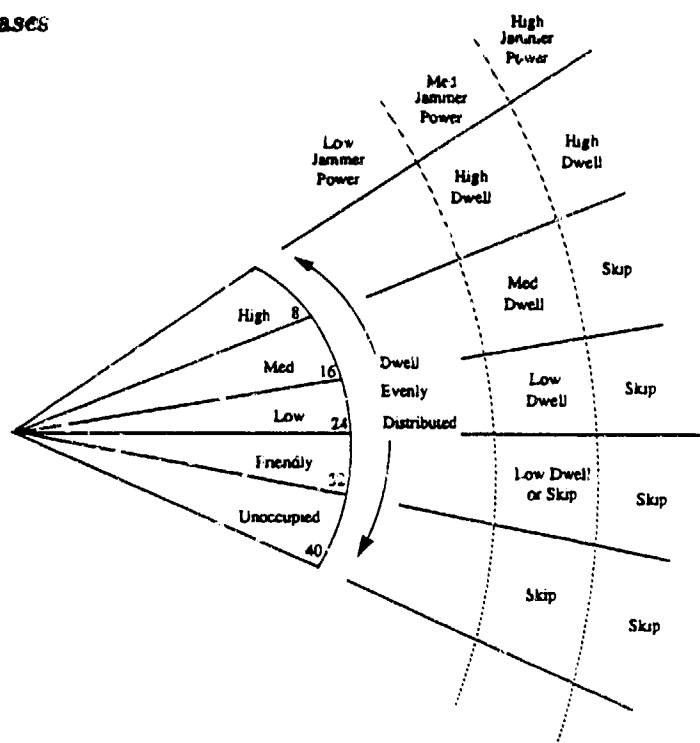 ases
High
Jammer
Power
Med
Jammer
Power
Low
Jammer
Power
High
Dwell
High
Dwell
High 8
Med 16
Low 24
Friendly 32
Unoccupied 40
Dwell
Evenly
Distributed
Med
Dwell
Skip
Low
Dwell
Skip
Low Dwell
or Skip
Skip
Skip
Skip